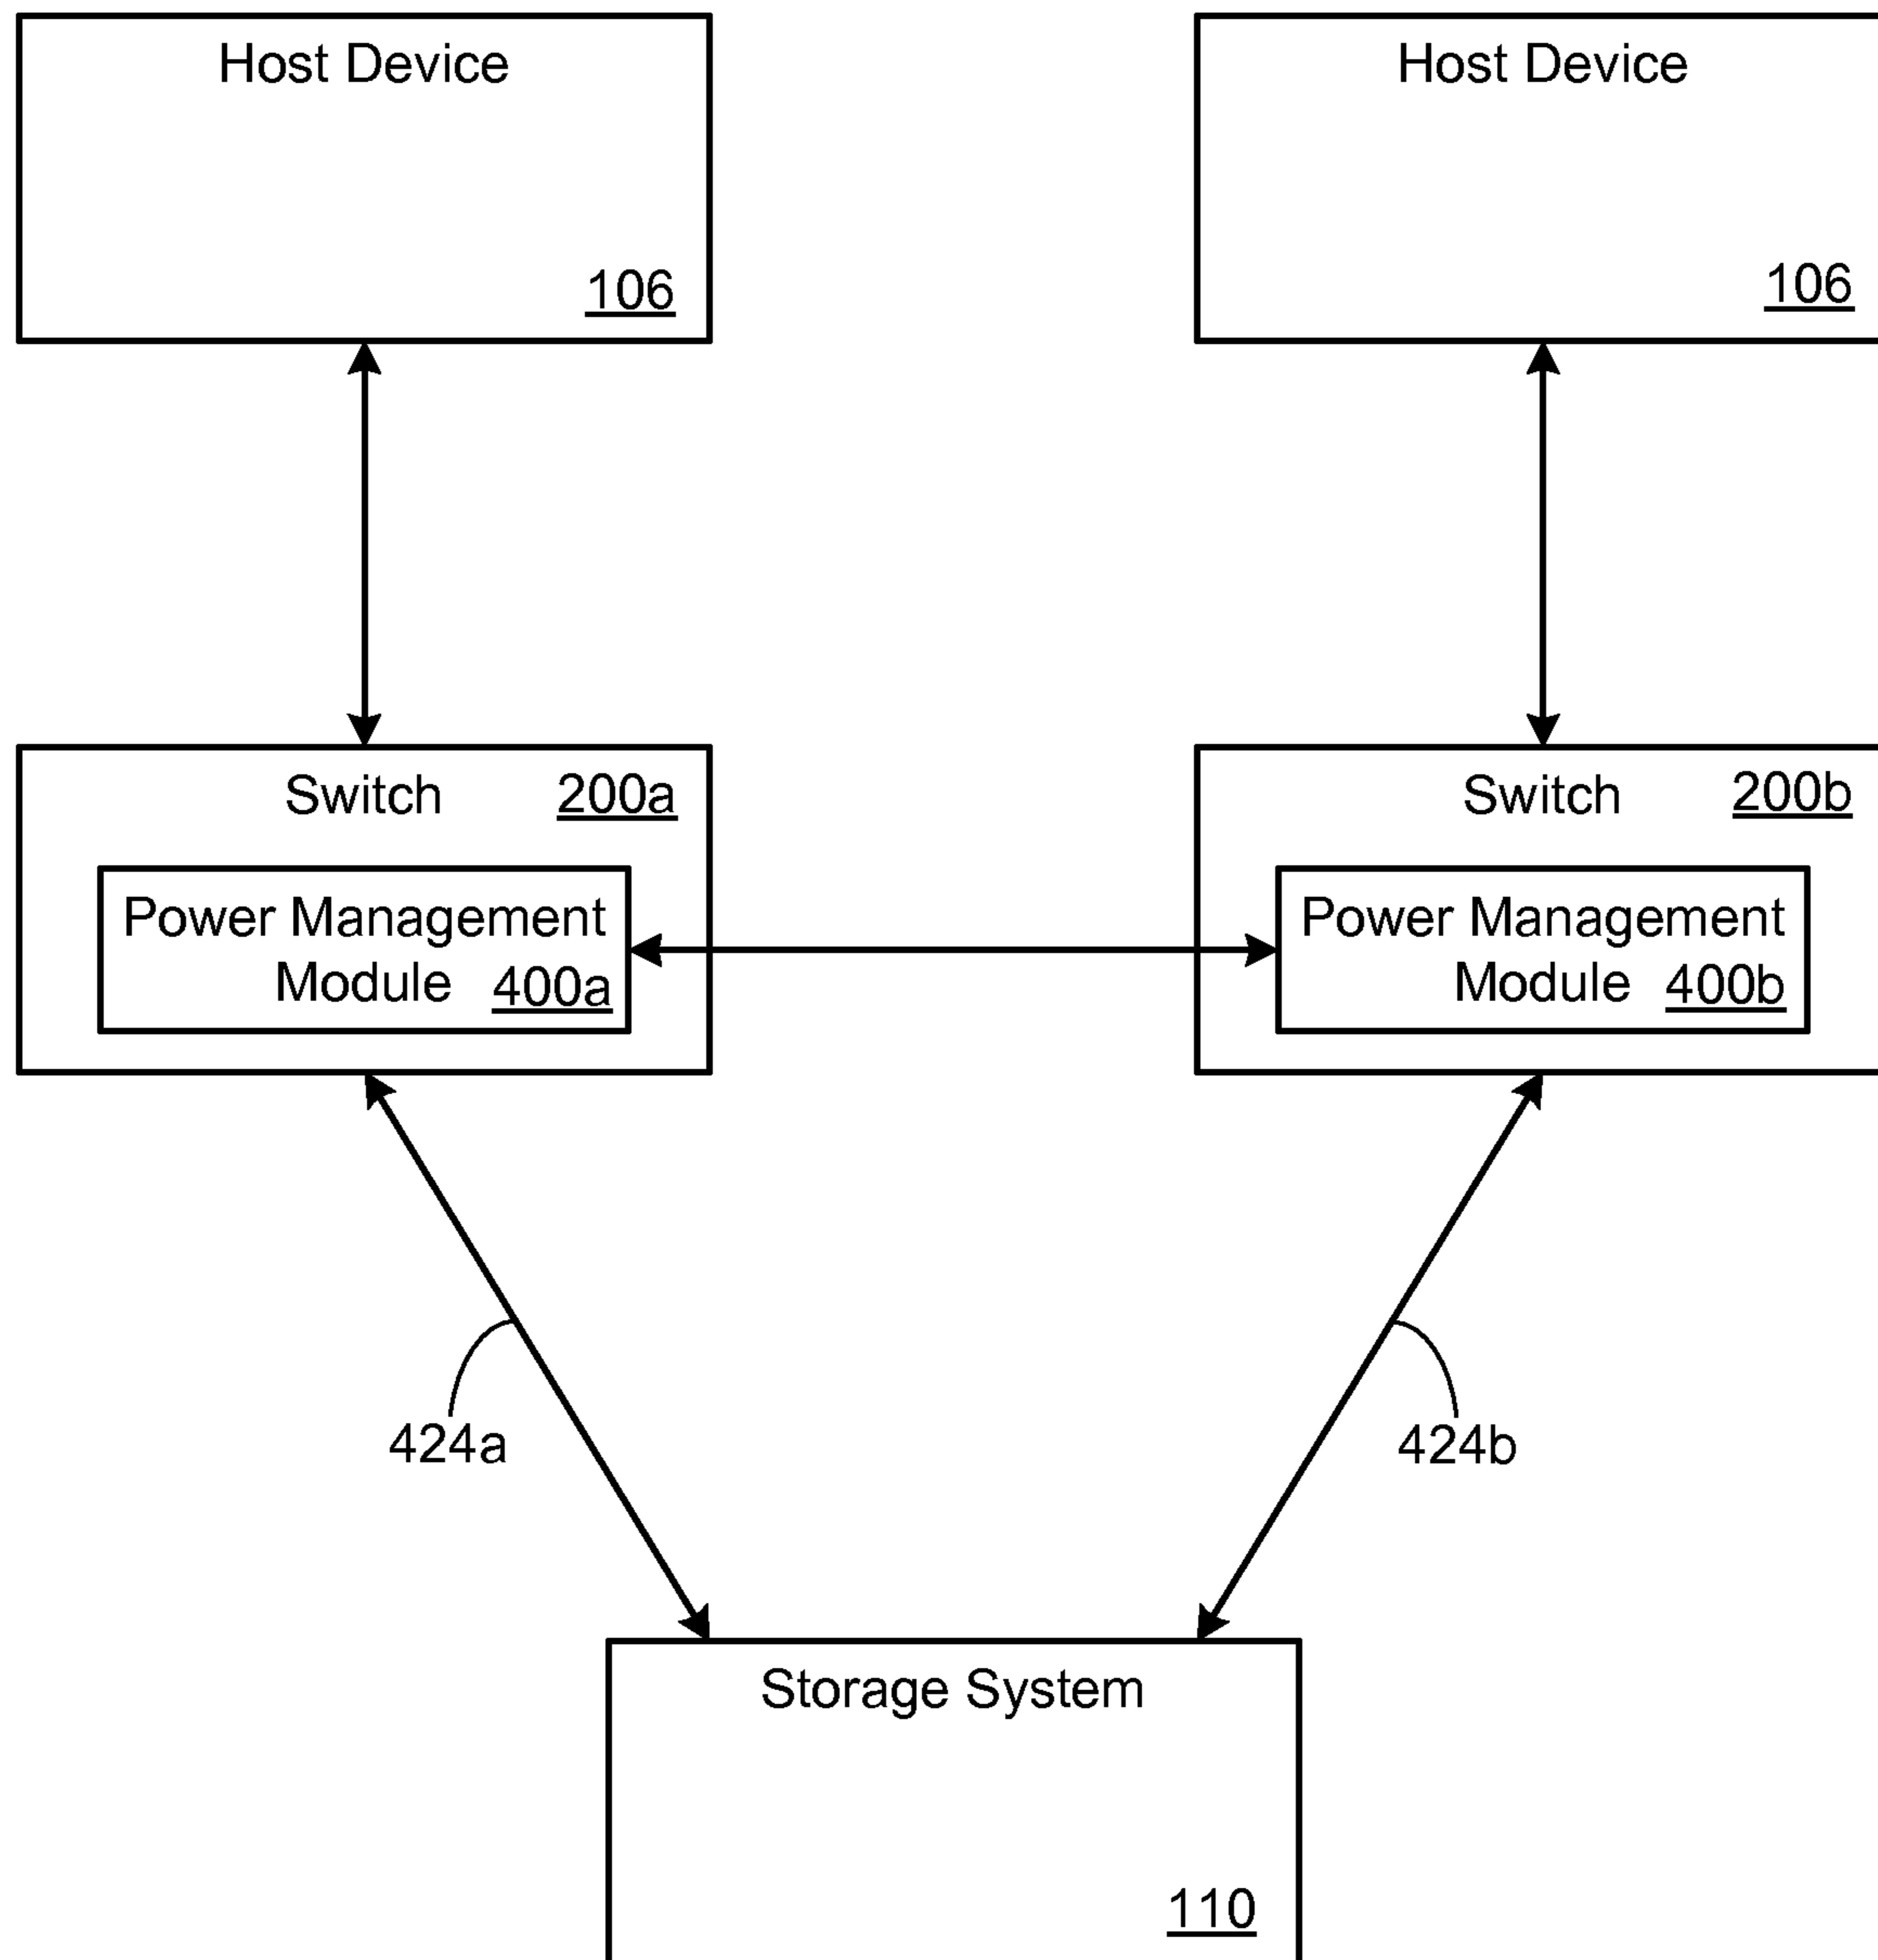 Host Device
106
Host Device
106
Switch 200a
Power Management
Module 400a
Switch 200b
Power Management
Module 400b
424a
424b
Storage System
110